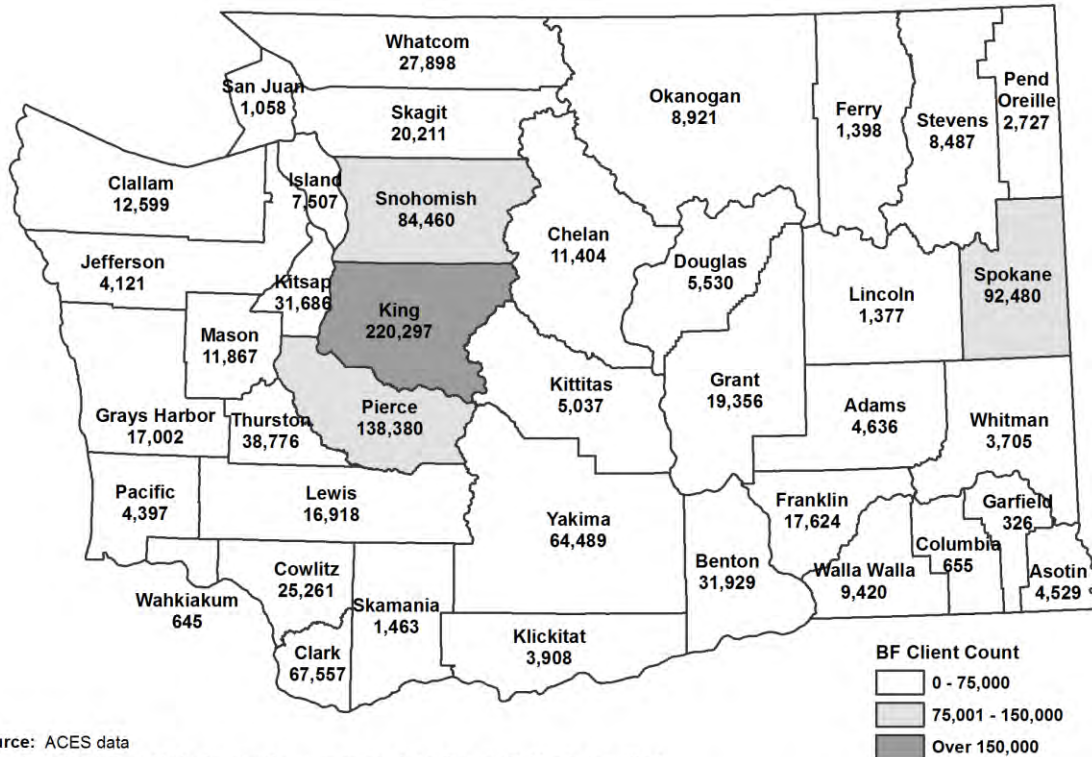 Whatcom
27,898
San Juan
1,058
Skagit
20,211
Okanogan
8,921
Ferry
1,398
Stevens
8,487
Pend
Oreille
2,727
Clallam
12,599
Island
7,507
Snohomish
84,460
Chelan
11,404
Douglas
5,530
Jefferson
4,121
Kitsap
31,686
King
220,297
Lincoln
1,377
Spokane
92,480
Mason
11,867
Kittitas
5,037
Grant
19,356
Grays Harbor
17,002
Thurston
38,776
Pierce
138,380
Adams
4,636
Whitman
3,705
Pacific
4,397
Lewis
16,918
Yakima
64,489
Benton
31,929
Franklin
17,624
Garfield
326
Columbia
655
Walla Walla
9,420
Asotin
4,529
Wahkiakum
645
Cowlitz
25,261
Skamania
1,463
Clark
67,557
Klickitat
3,908
BF Client Count
0 - 75,000
75,001 - 150,000
Over 150,000
urce: ACES data